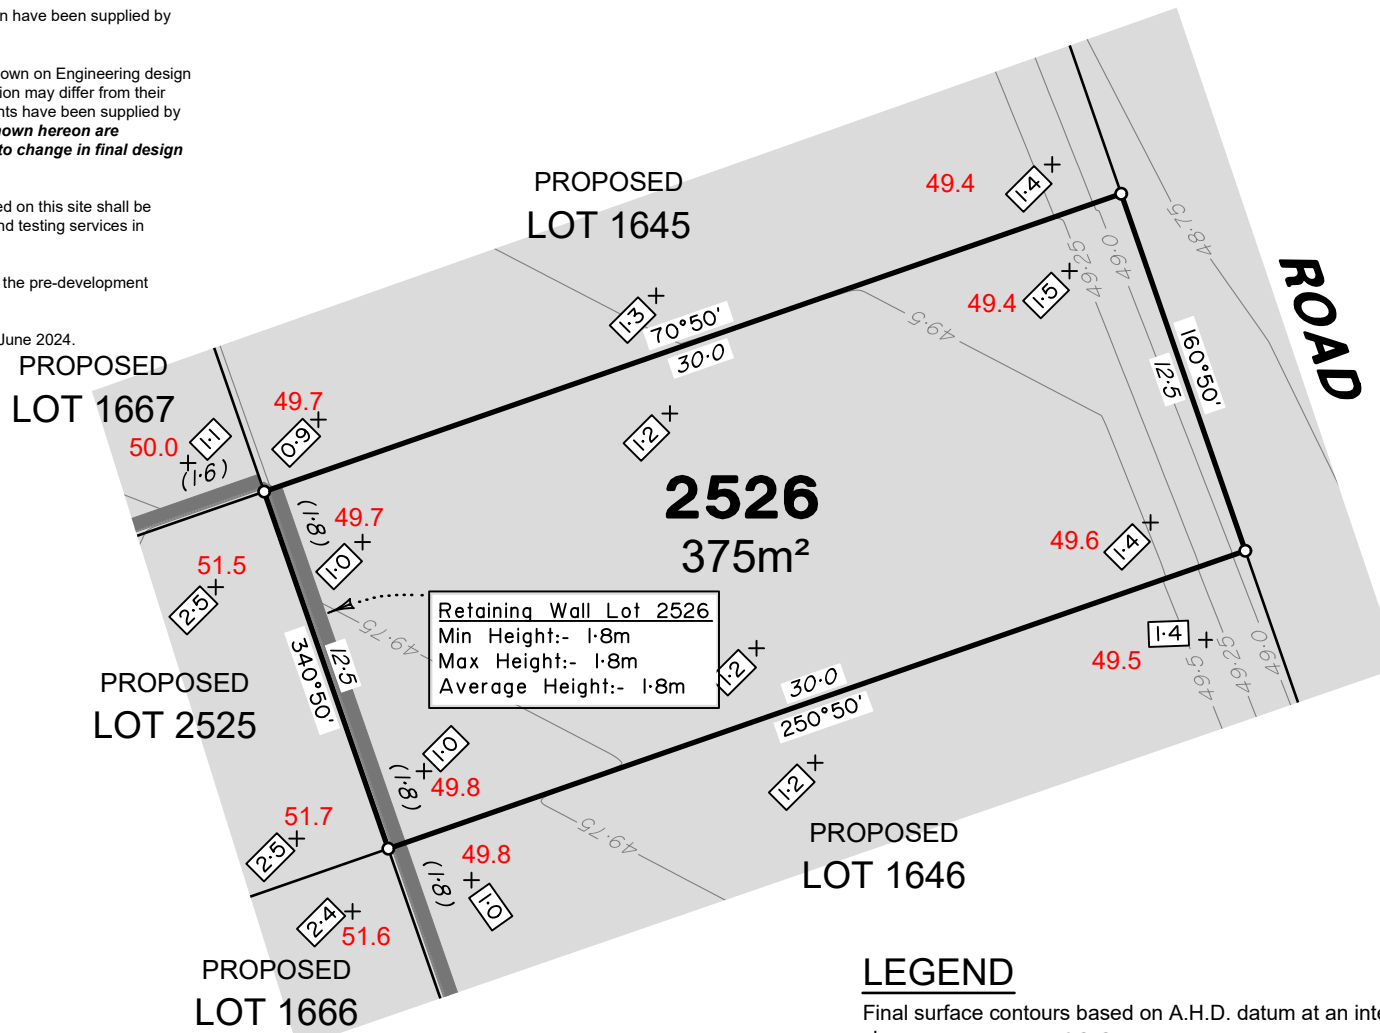 n have been supplied by
own on Engineering design
ion may differ from their
nts have been supplied by
own hereon are
to change in final design
ed on this site shall be
nd testing services in
the pre-development
June 2024.
PROPOSED
LOT 1645
49.4
1·4
48·75
49·0
49·25
ROAD
49.4
1·5
1·3
70°50'
30·0
49·5
160°50'
12·5
PROPOSED
LOT 1667
49.7
0·9
50.0
1·1
(1·6)
1·2
2526
375m²
(1·8)
49.7
1·0
49.6
1·4
51.5
2·5
Retaining Wall Lot 2526
Min Height:- 1·8m
Max Height:- 1·8m
Average Height:- 1·8m
49·75
12·5
340°50'
1·2
30·0
250°50'
1·4
49.5
49·5
49·25
49·0
PROPOSED
LOT 2525
1·0
(1·8)
49.8
1·2
51.7
2·5
49·75
PROPOSED
LOT 1646
49.8
(1·8)
1·0
2·4
51.6
PROPOSED
LOT 1666
LEGEND
Final surface contours based on A.H.D. datum at an inte